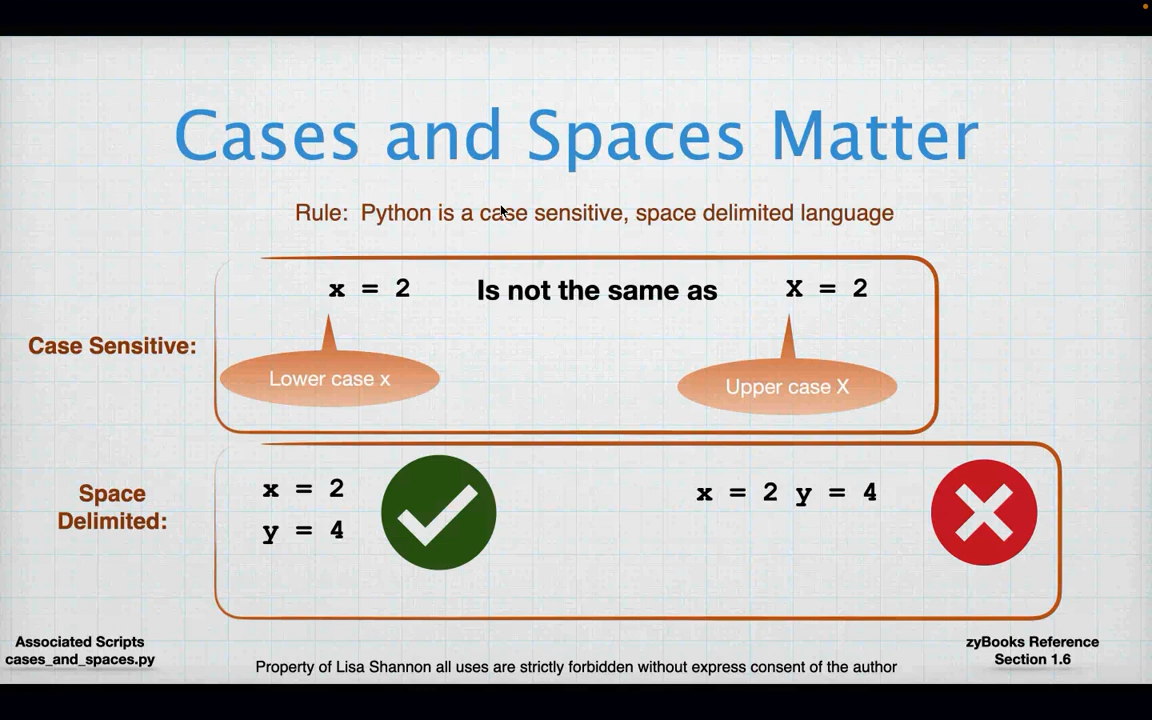 Cases and Spaces Matter
Rule: Python is a case sensitive, space delimited language
x = 2 Is not the same as X = 2
Case Sensitive:
Lower case x
Upper case X
Space
Delimited:
x = 2
y = 4
x = 2 y = 4
Associated Scripts
cases_and_spaces.py
Property of Lisa Shannon all uses are strictly forbidden without express consent of the author
zyBooks Reference
Section 1.6